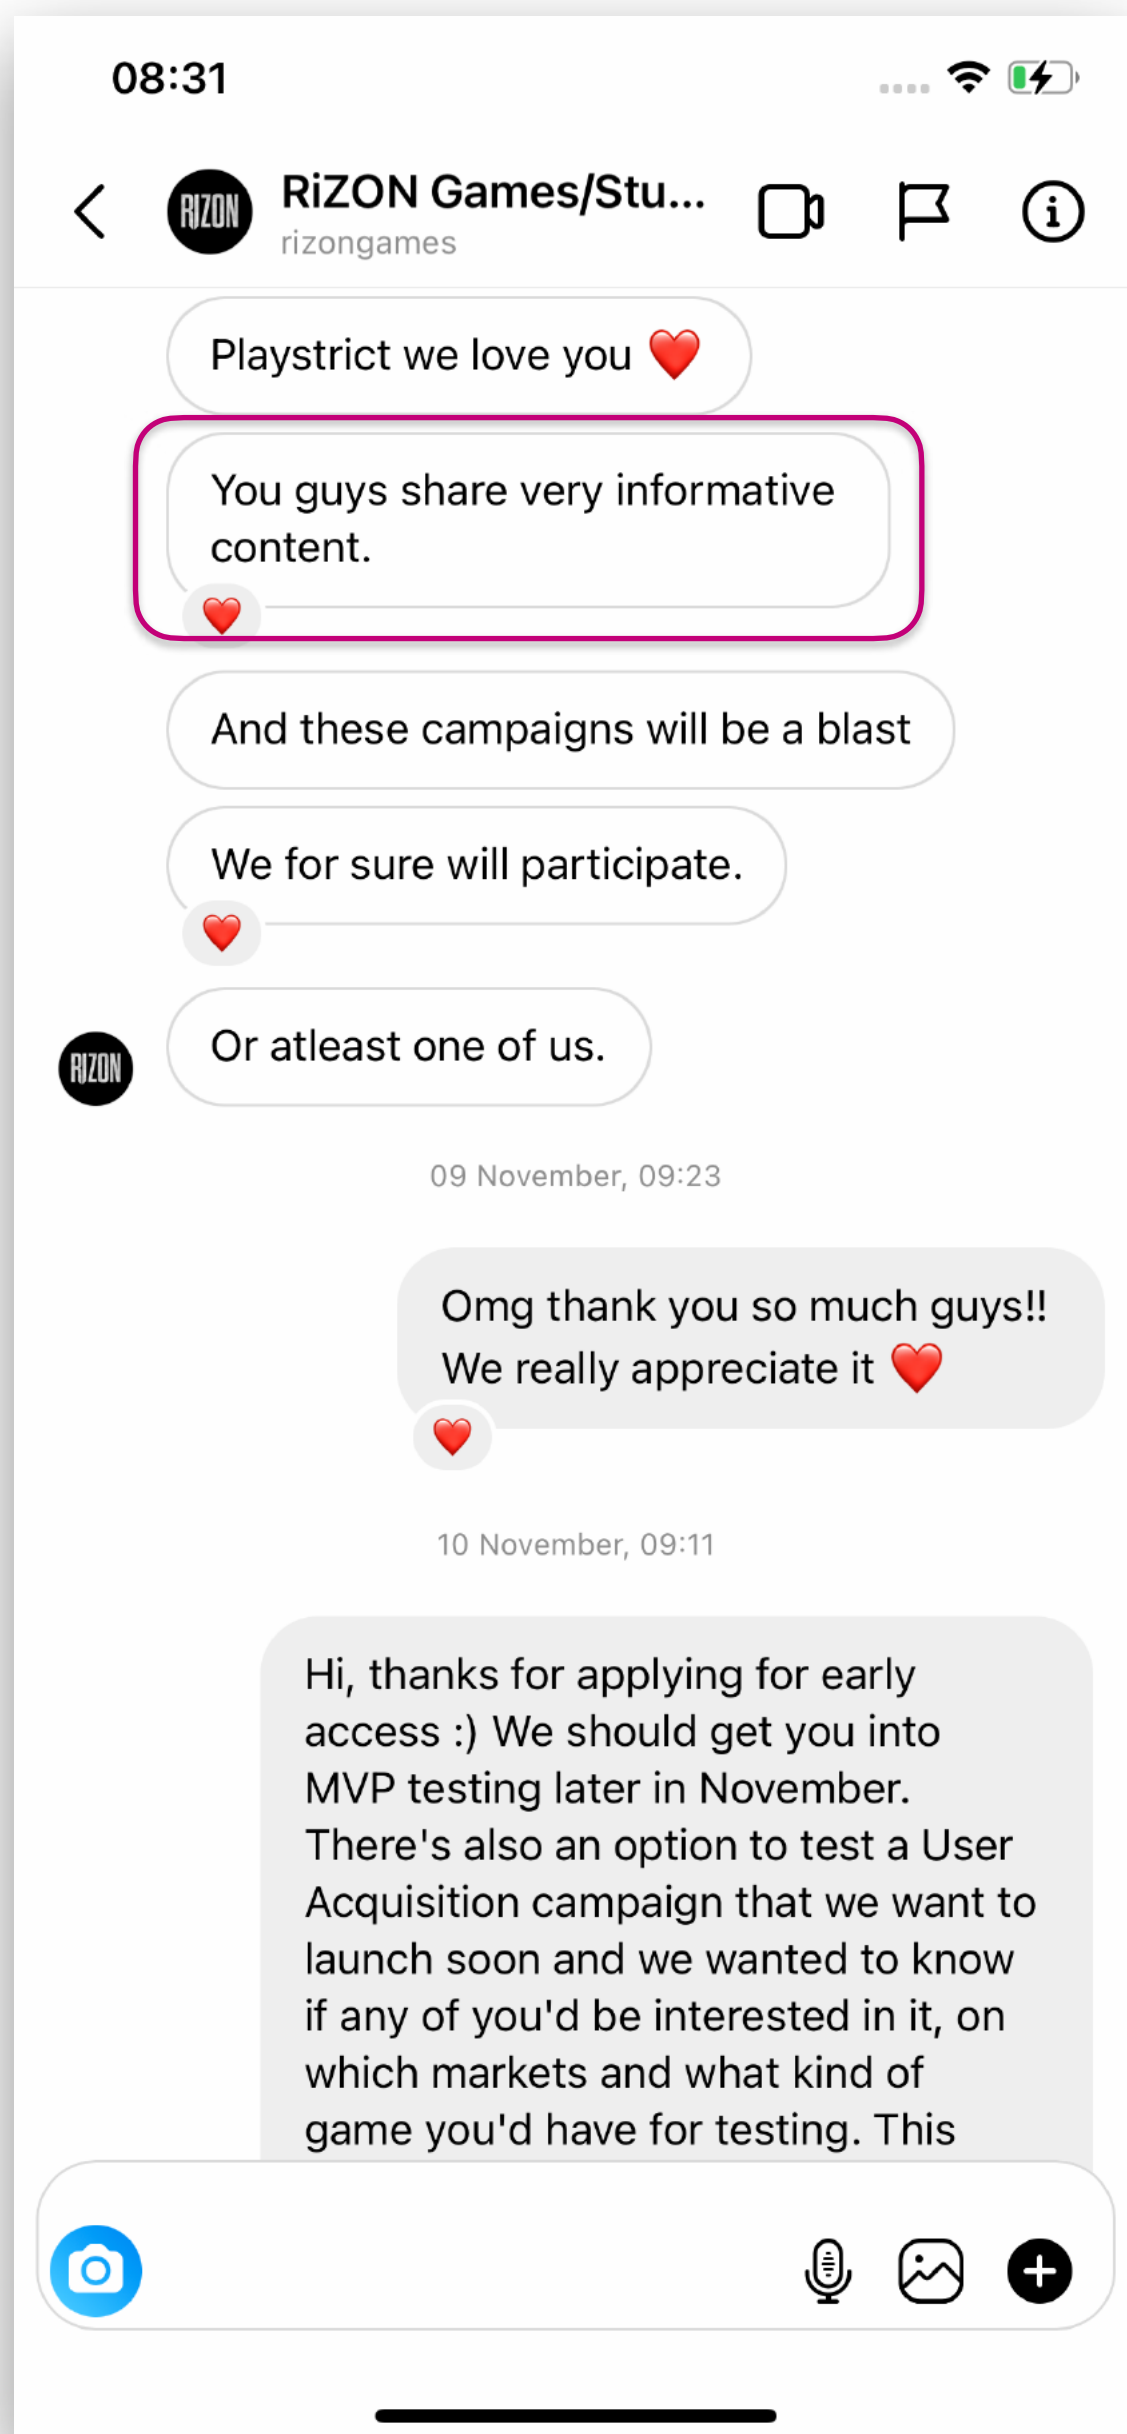 08:31
RIZON
RiZON Games/Stu...
rizongames
Playstrict we love you ❤️
You guys share very informative
content.
❤️
And these campaigns will be a blast
We for sure will participate.
❤️
Or atleast one of us.
RIZON
09 November, 09:23
Omg thank you so much guys!!
We really appreciate it ❤️
❤️
10 November, 09:11
Hi, thanks for applying for early
access :) We should get you into
MVP testing later in November.
There's also an option to test a User
Acquisition campaign that we want to
launch soon and we wanted to know
if any of you'd be interested in it, on
which markets and what kind of
game you'd have for testing. This